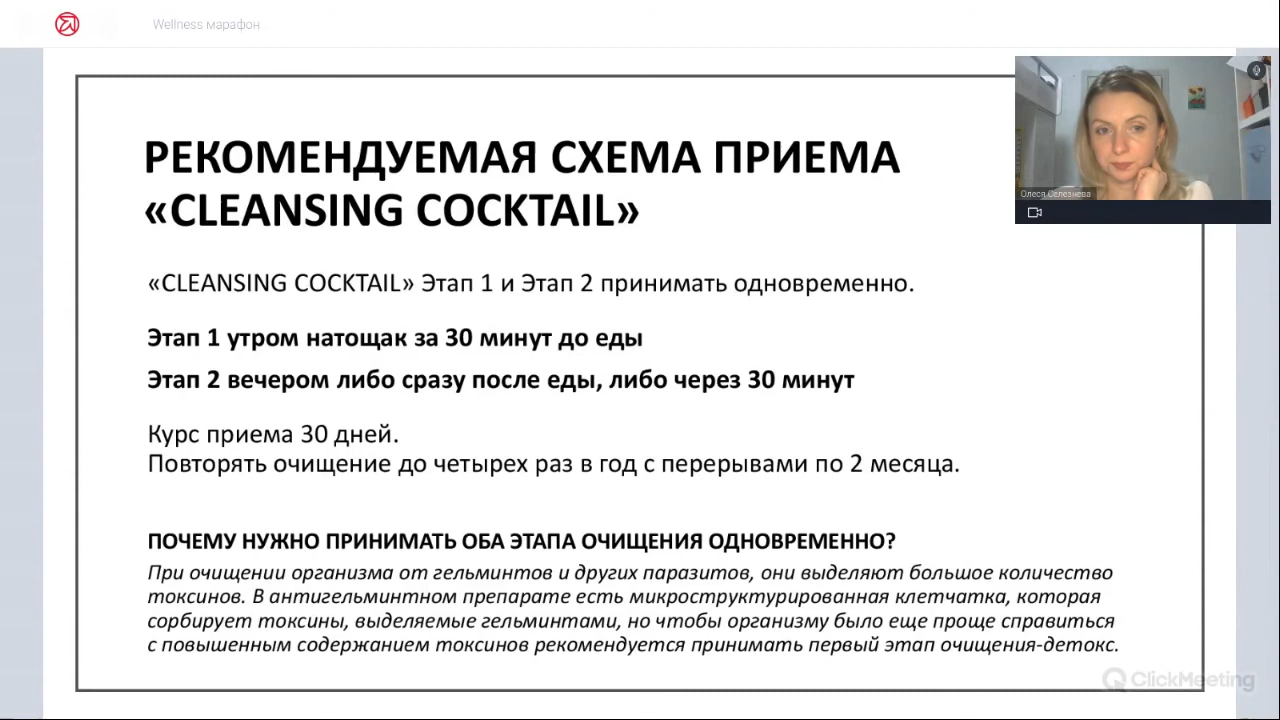 Wellness марафон
РЕКОМЕНДУЕМАЯ СХЕМА ПРИЕМА
«CLEANSING COCKTAIL»
Олеся Селезнева
«CLEANSING COCKTAIL» Этап 1 и Этап 2 принимать одновременно.
Этап 1 утром натощак за 30 минут до еды
Этап 2 вечером либо сразу после еды, либо через 30 минут
Курс приема 30 дней.
Повторять очищение до четырех раз в год с перерывами по 2 месяца.
ПОЧЕМУ НУЖНО ПРИНИМАТЬ ОБА ЭТАПА ОЧИЩЕНИЯ ОДНОВРЕМЕННО?
При очищении организма от гельминтов и других паразитов, они выделяют большое количество
токсинов. В антигельминтном препарате есть микроструктурированная клетчатка, которая
сорбирует токсины, выделяемые гельминтами, но чтобы организму было еще проще справиться
с повышенным содержанием токсинов рекомендуется принимать первый этап очищения-детокс.
ClickMeeting